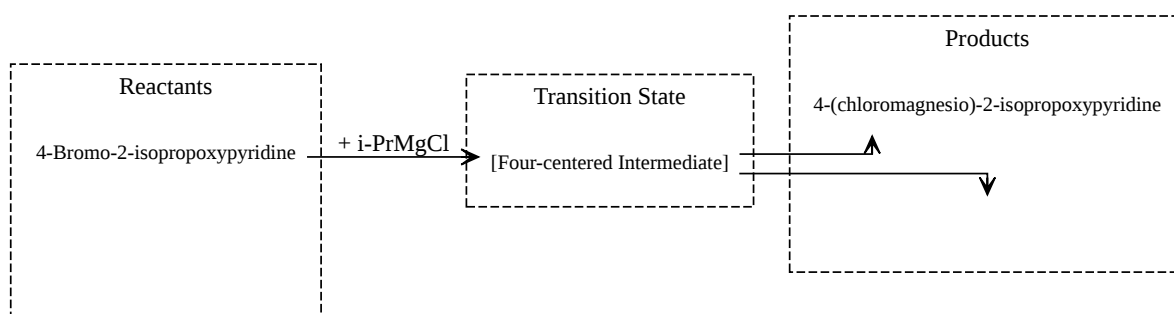 Products
Reactants
Transition State
4-(chloromagnesio)-2-isopropoxypyridine
4-Bromo-2-isopropoxypyridine
+ i-PrMgCl
[Four-centered Intermediate]